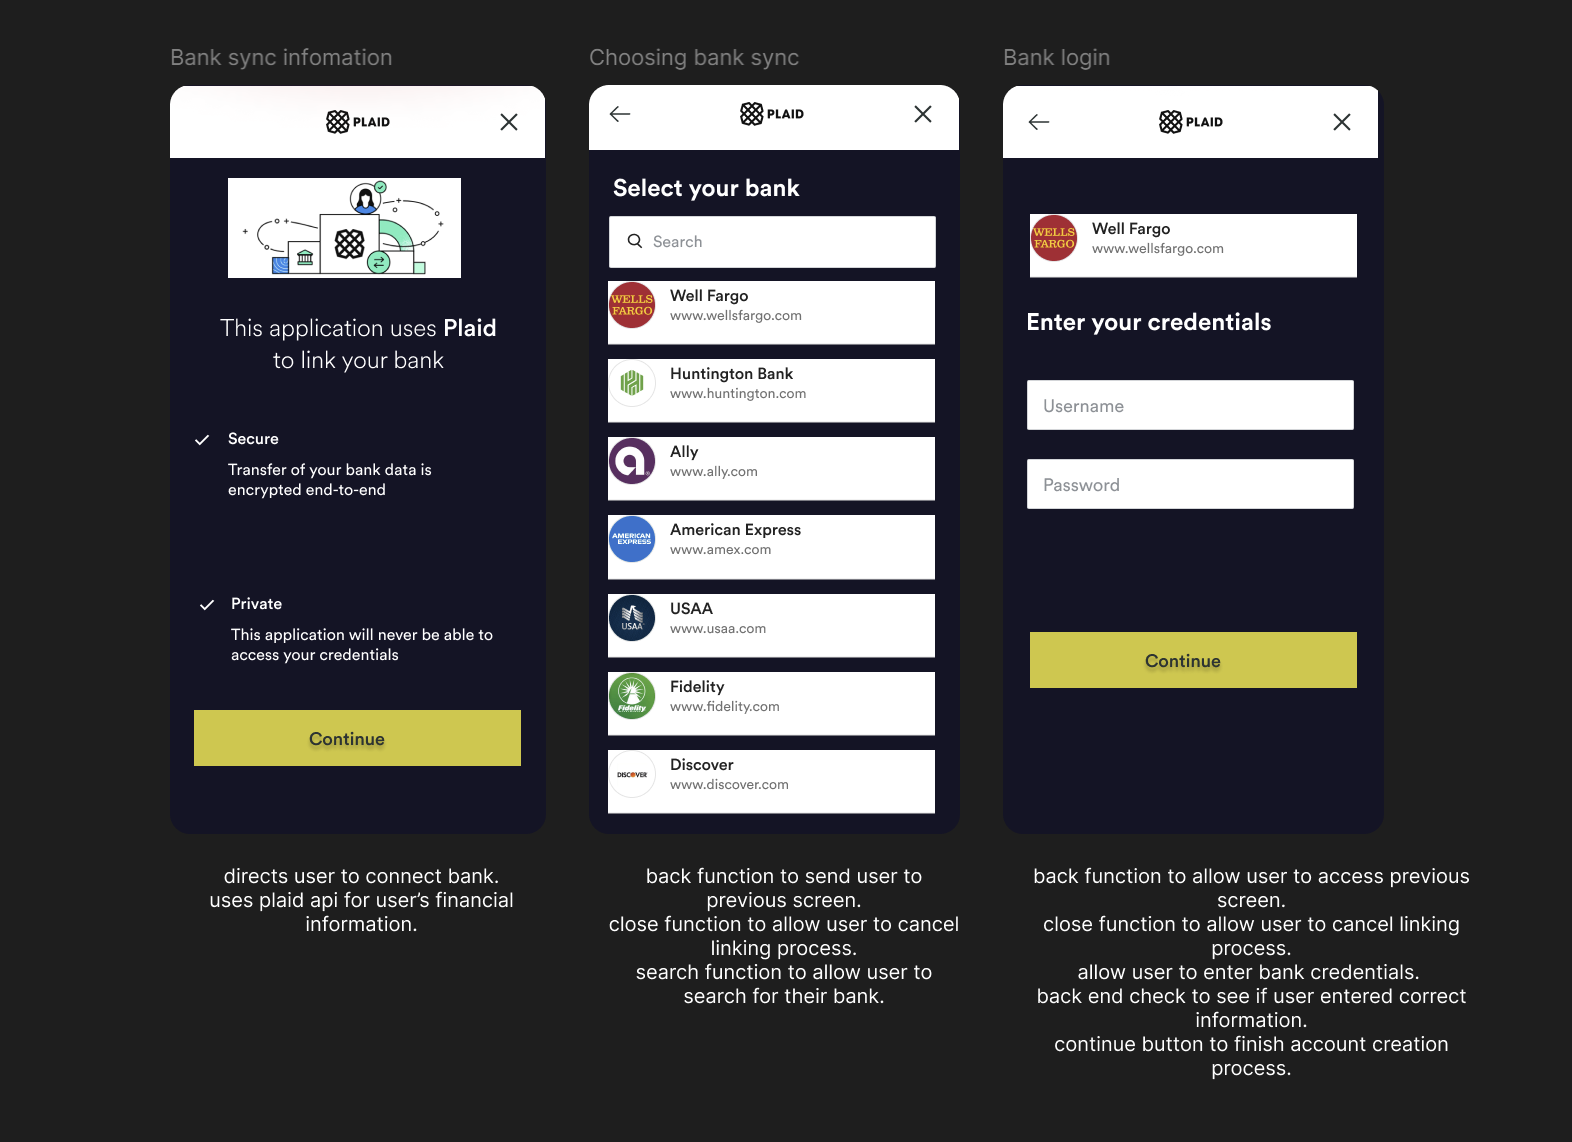 Bank sync infomation
PLAID
This application uses Plaid
to link your bank
Secure
Transfer of your bank data is
encrypted end-to-end
Private
This application will never be able to
access your credentials
Continue
directs user to connect bank.
uses plaid api for user's financial
information.
Choosing bank sync
PLAID
Select your bank
Search
WELLS
FARGO
Well Fargo
www.wellsfargo.com
Huntington Bank
www.huntington.com
a
Ally
www.ally.com
AMERICAN
EXPRESS
American Express
www.amex.com
USAA
USAA
www.usaa.com
Fidelity
Fidelity
www.fidelity.com
DISCOVER
Discover
www.discover.com
back function to send user to
previous screen.
close function to allow user to cancel
linking process.
search function to allow user to
search for their bank.
Bank login
PLAID
WELLS
FARGO
Well Fargo
www.wellsfargo.com
Enter your credentials
Username
Password
Continue
back function to allow user to access previous
screen.
close function to allow user to cancel linking
process.
allow user to enter bank credentials.
back end check to see if user entered correct
information.
continue button to finish account creation
process.